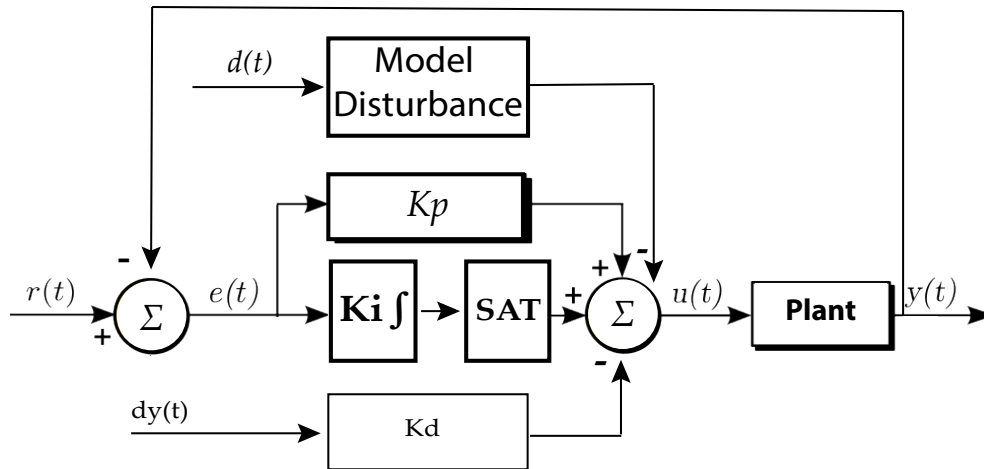 d(t)
Model
Disturbance
Kp
-
r(t)
+
Σ
e(t)
Ki ∫
SAT
+
+
-
Σ
-
u(t)
Plant
y(t)
dy(t)
Kd